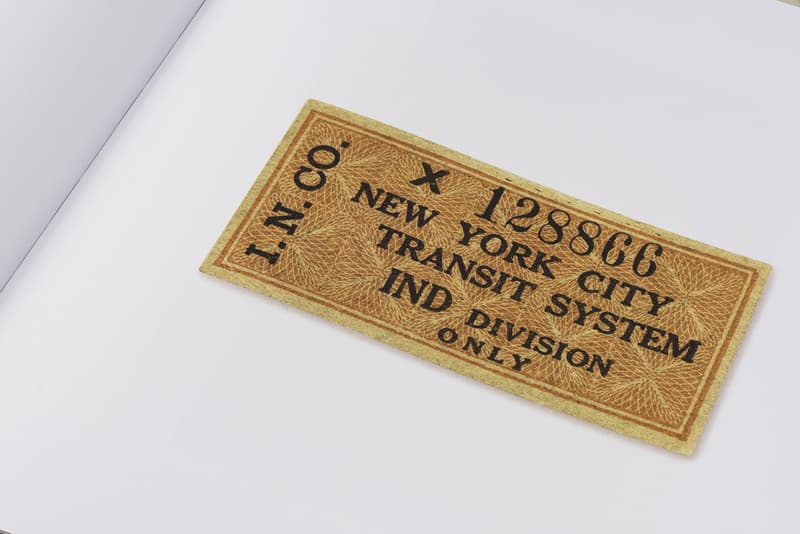 I. N. CO.
X 128866
NEW YORK CITY
TRANSIT SYSTEM
IND DIVISION
ONLY